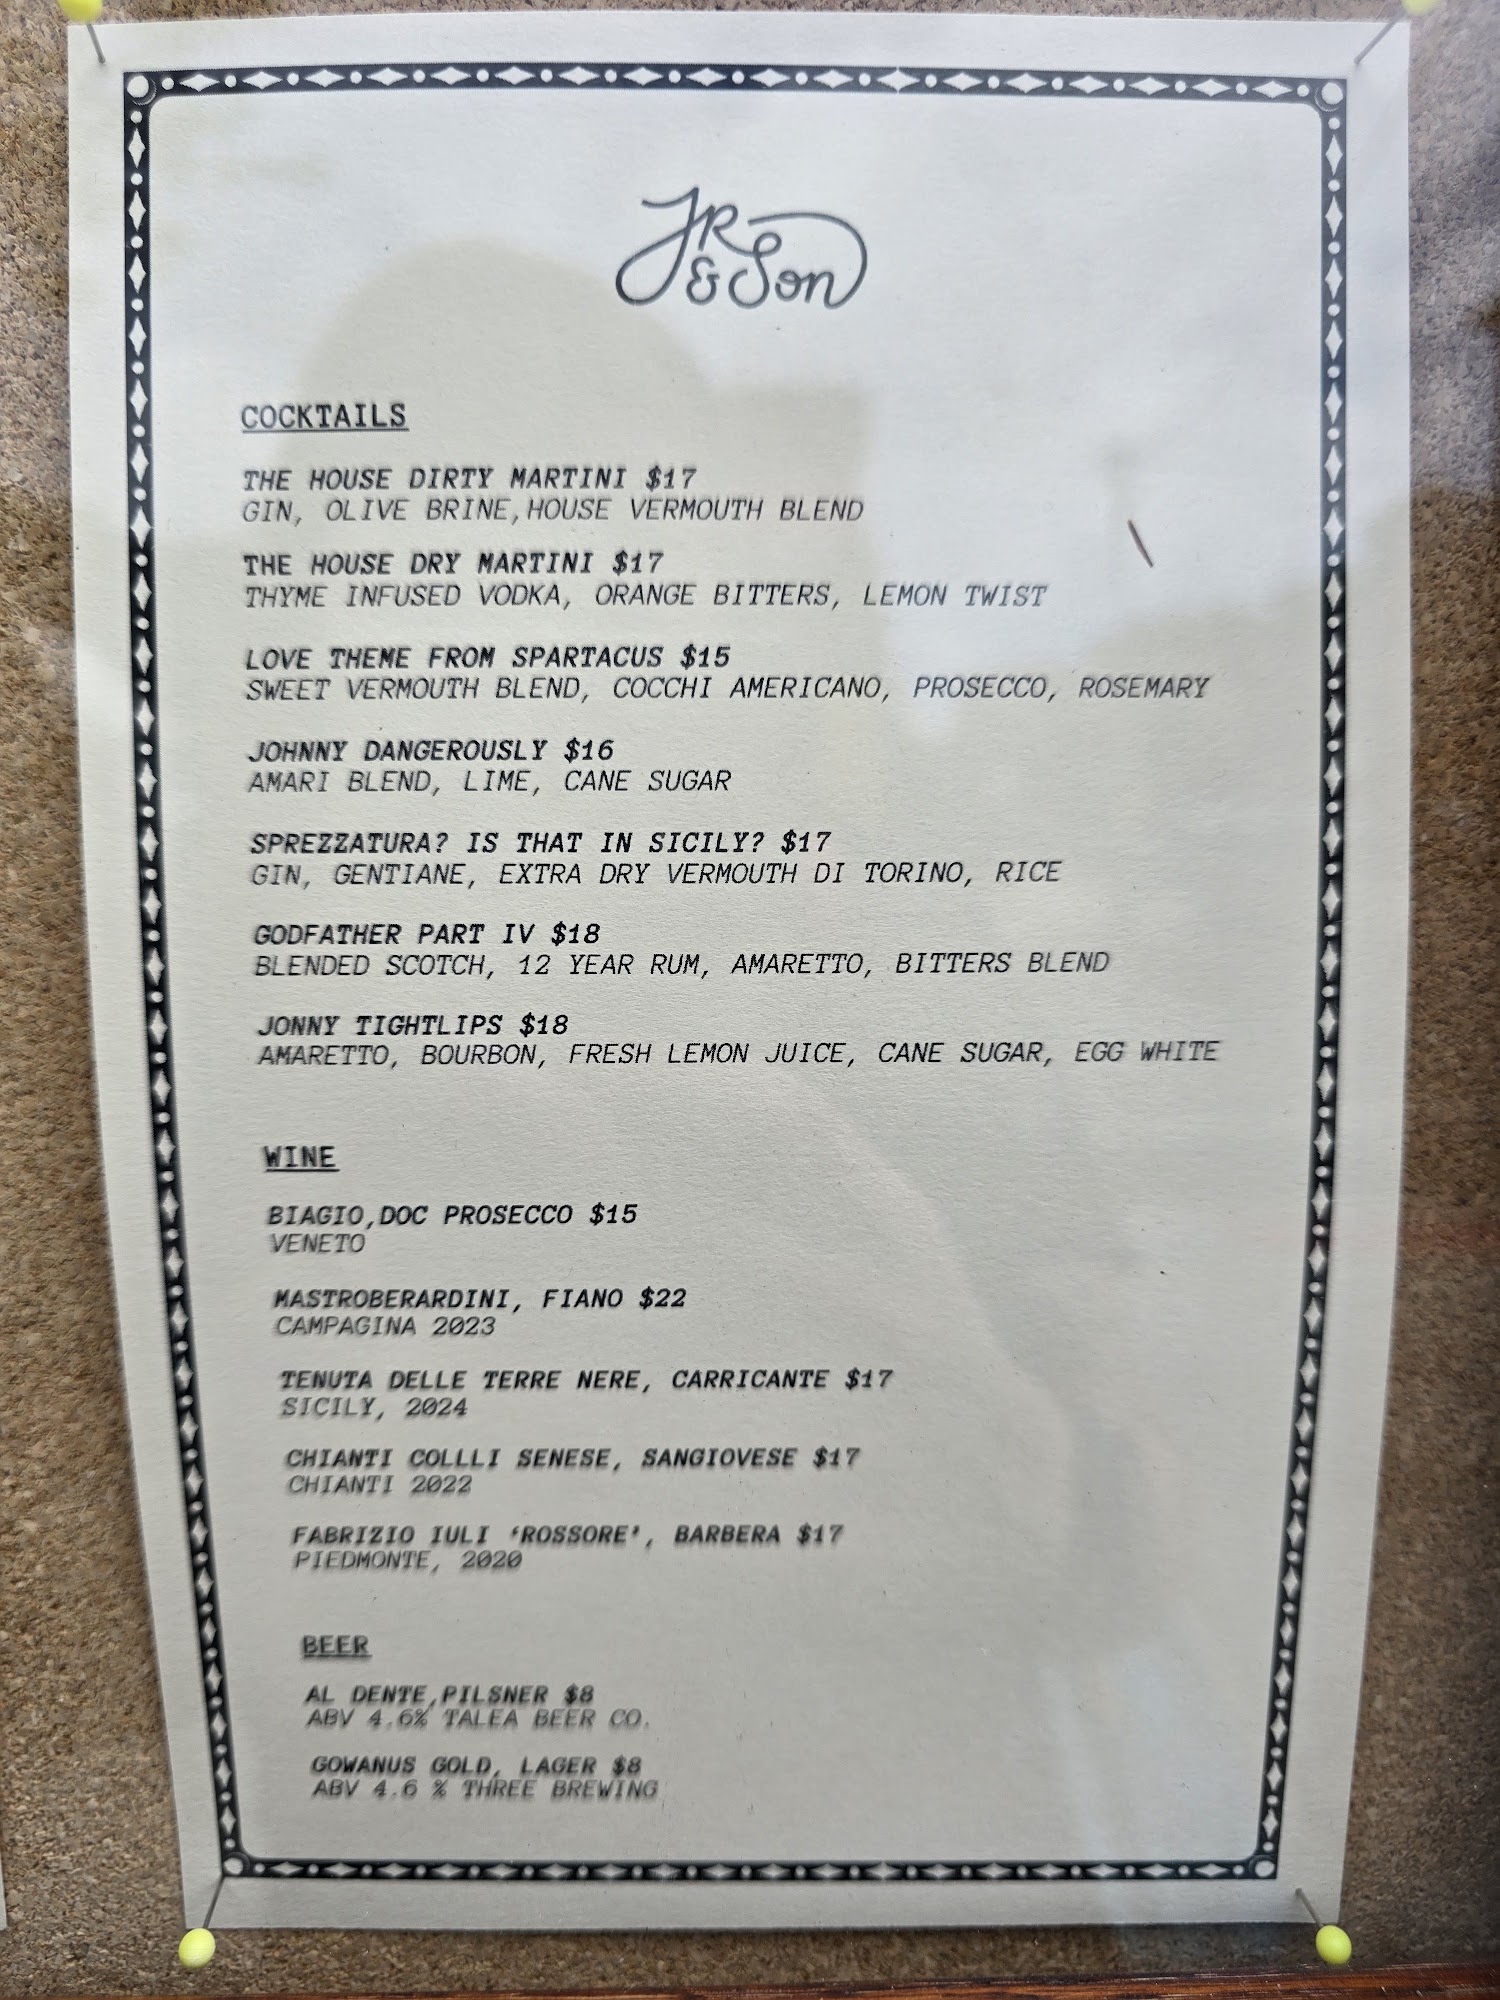 JR
& Son
COCKTAILS
THE HOUSE DIRTY MARTINI $17
GIN, OLIVE BRINE,HOUSE VERMOUTH BLEND
THE HOUSE DRY MARTINI $17
THYME INFUSED VODKA, ORANGE BITTERS, LEMON TWIST
LOVE THEME FROM SPARTACUS $15
SWEET VERMOUTH BLEND, COCCHI AMERICANO, PROSECCO, ROSEMARY
JOHNNY DANGEROUSLY $16
AMARI BLEND, LIME, CANE SUGAR
SPREZZATURA? IS THAT IN SICILY? $17
GIN, GENTIANE, EXTRA DRY VERMOUTH DI TORINO, RICE
GODFATHER PART IV $18
BLENDED SCOTCH, 12 YEAR RUM, AMARETTO, BITTERS BLEND
JONNY TIGHTLIPS $18
AMARETTO, BOURBON, FRESH LEMON JUICE, CANE SUGAR, EGG WHITE
WINE
BIAGIO,DOC PROSECCO $15
VENETO
MASTROBERARDINI, FIANO $22
CAMPAGINA 2023
TENUTA DELLE TERRE NERE, CARRICANTE $17
SICILY, 2024
CHIANTI COLLLI SENESE, SANGIOVESE $17
CHIANTI 2022
FABRIZIO IULI ‘ROSSORE’, BARBERA $17
PIEDMONTE, 2020
BEER
AL DENTE,PILSNER $8
ABV 4.6% TALEA BEER CO.
GOWANUS GOLD, LAGER $8
ABV 4.6 % THREE BREWING